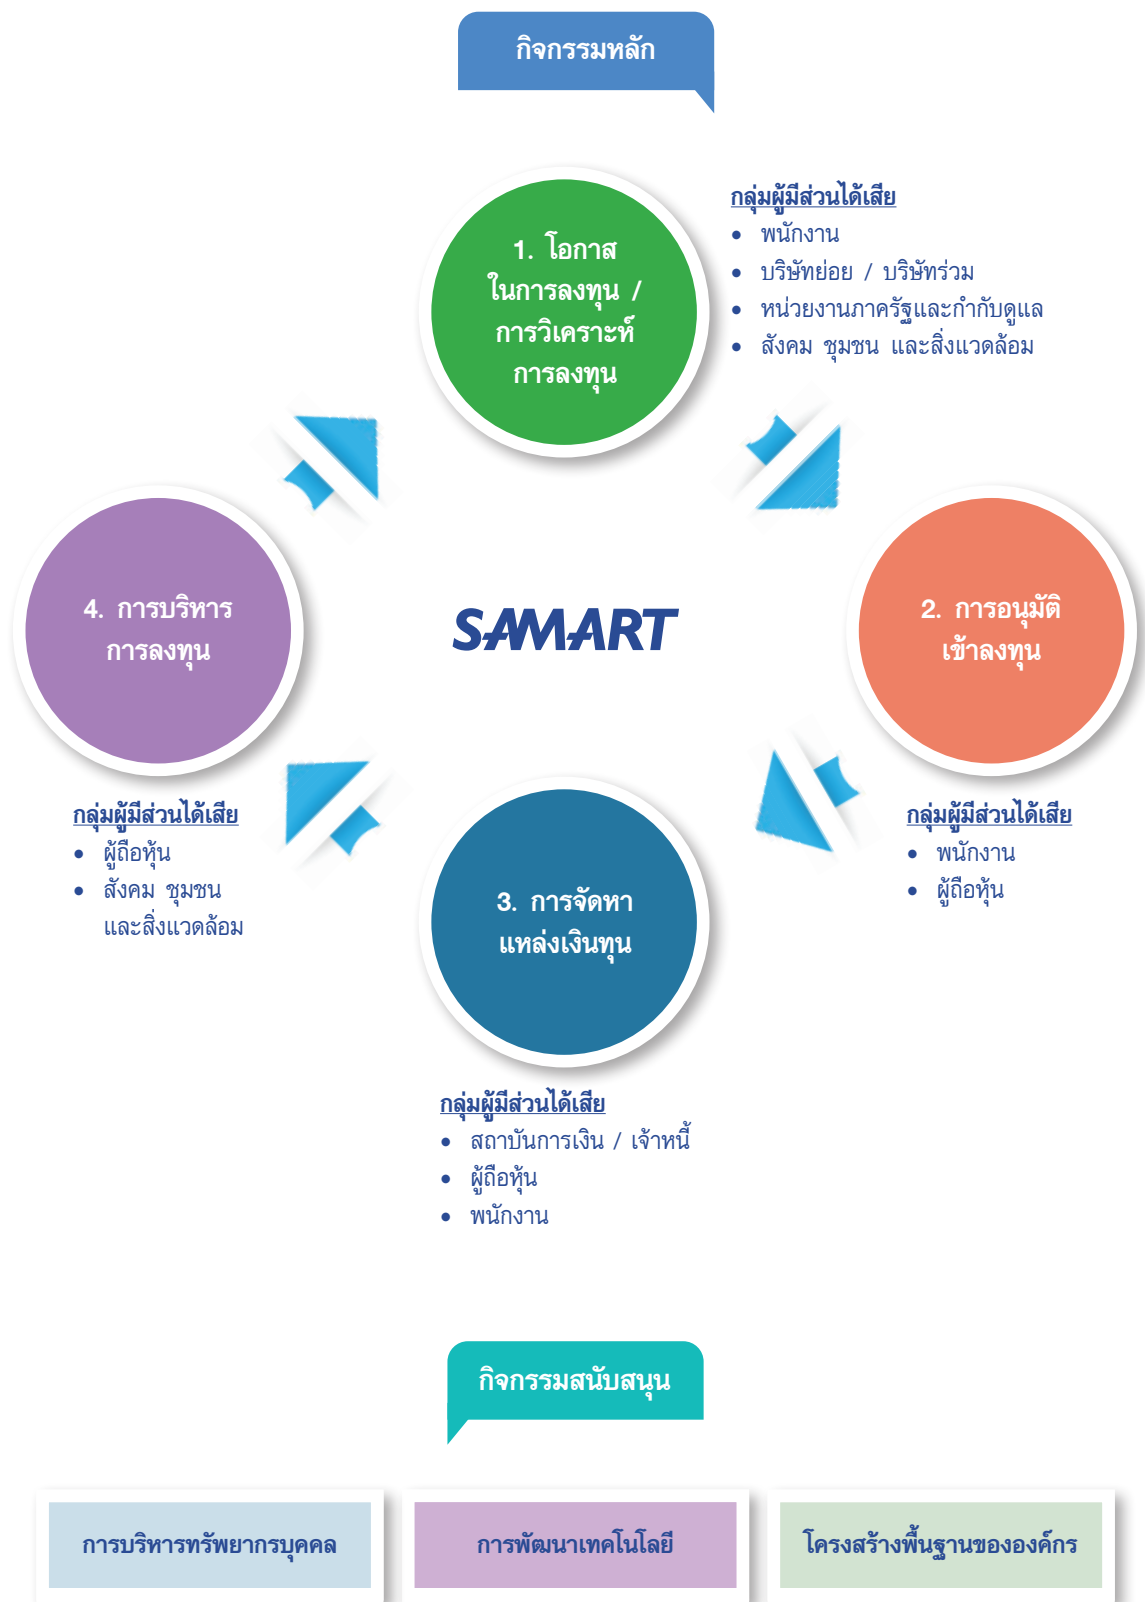 กิจกรรมหลัก
1. โอกาส
ในการลงทุน /
การวิเคราะห์
การลงทุน
กลุ่มผู้มีส่วนได้เสีย
• พนักงาน
• บริษัทย่อย / บริษัทร่วม
• หน่วยงานภาครัฐและกำกับดูแล
• สังคม ชุมชน และสิ่งแวดล้อม
4. การบริหาร
การลงทุน
SAMART
2. การอนุมัติ
เข้าลงทุน
กลุ่มผู้มีส่วนได้เสีย
• ผู้ถือหุ้น
• สังคม ชุมชน
และสิ่งแวดล้อม
กลุ่มผู้มีส่วนได้เสีย
• พนักงาน
• ผู้ถือหุ้น
3. การจัดหา
แหล่งเงินทุน
กลุ่มผู้มีส่วนได้เสีย
• สถาบันการเงิน / เจ้าหนี้
• ผู้ถือหุ้น
• พนักงาน
กิจกรรมสนับสนุน
การบริหารทรัพยากรบุคคล
การพัฒนาเทคโนโลยี
โครงสร้างพื้นฐานขององค์กร